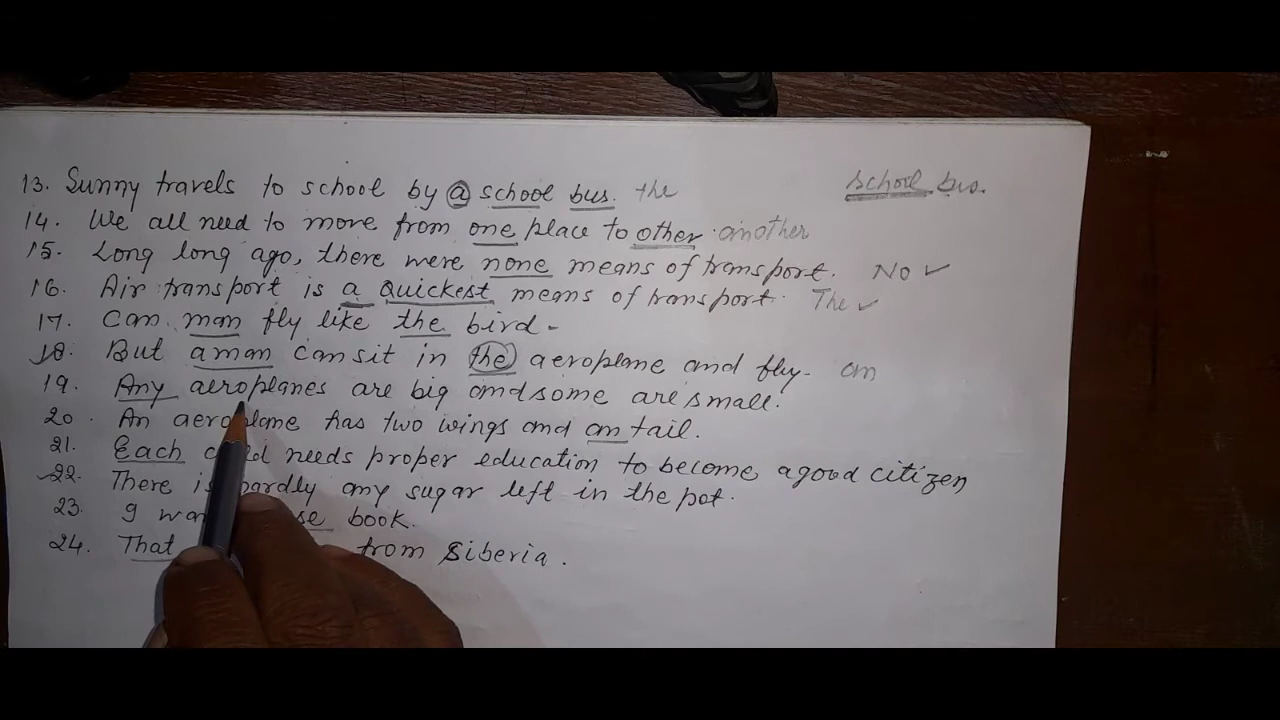 13. Sunny travels to school by a school bus. the school bus.
14. We all need to move from one place to other. another
15. Long long ago, there were none means of transport. No ✓
16. Air transport is a quickest means of transport. The ✓
17. Can man fly like the bird.
18. But a man can sit in the aeroplane and fly. an
19. Any aeroplanes are big and some are small.
20. An aeroplane has two wings and an tail.
21. Each needs proper education to become a good citizen
22. There is hardly any sugar left in the pot.
23. I book.
24. That from Siberia.